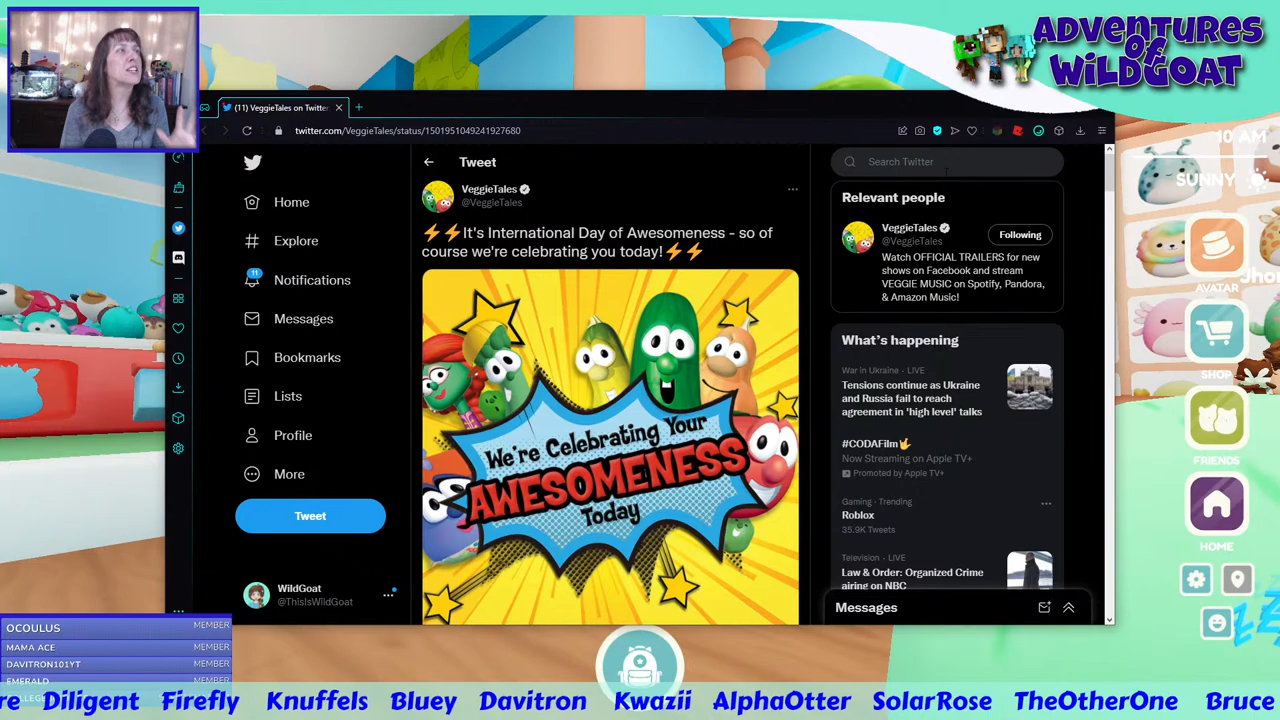 ADVENTURES
OF
WILDGOAT
(11) VeggieTales on Twitter:
twitter.com/VeggieTales/status/1501951049241927680
10 AM
SUNNY
AVATAR
SHOP
FRIENDS
HOME
Home
Explore
11
Notifications
Messages
Bookmarks
Lists
Profile
More
Tweet
WildGoat
@ThisIsWildGoat
Tweet
VeggieTales
@VeggieTales
⚡⚡It's International Day of Awesomeness - so of
course we're celebrating you today!⚡⚡
We're Celebrating Your
AWESOMENESS
Today
Search Twitter
Relevant people
VeggieTales
@VeggieTales
Following
Watch OFFICIAL TRAILERS for new
shows on Facebook and stream
VEGGIE MUSIC on Spotify, Pandora,
& Amazon Music!
What's happening
War in Ukraine · LIVE
Tensions continue as Ukraine
and Russia fail to reach
agreement in 'high level' talks
#CODAFilm
Now Streaming on Apple TV+
Promoted by Apple TV+
Gaming · Trending
Roblox
35.9K Tweets
Television · LIVE
Law & Order: Organized Crime
airing on NBC
Messages
OCOULUS MEMBER
MAMA ACE MEMBER
DAVITRON101YT MEMBER
EMERALD MEMBER
Diligent Firefly Knuffels Bluey Davitron Kwazii AlphaOtter SolarRose TheOtherOne Bruce